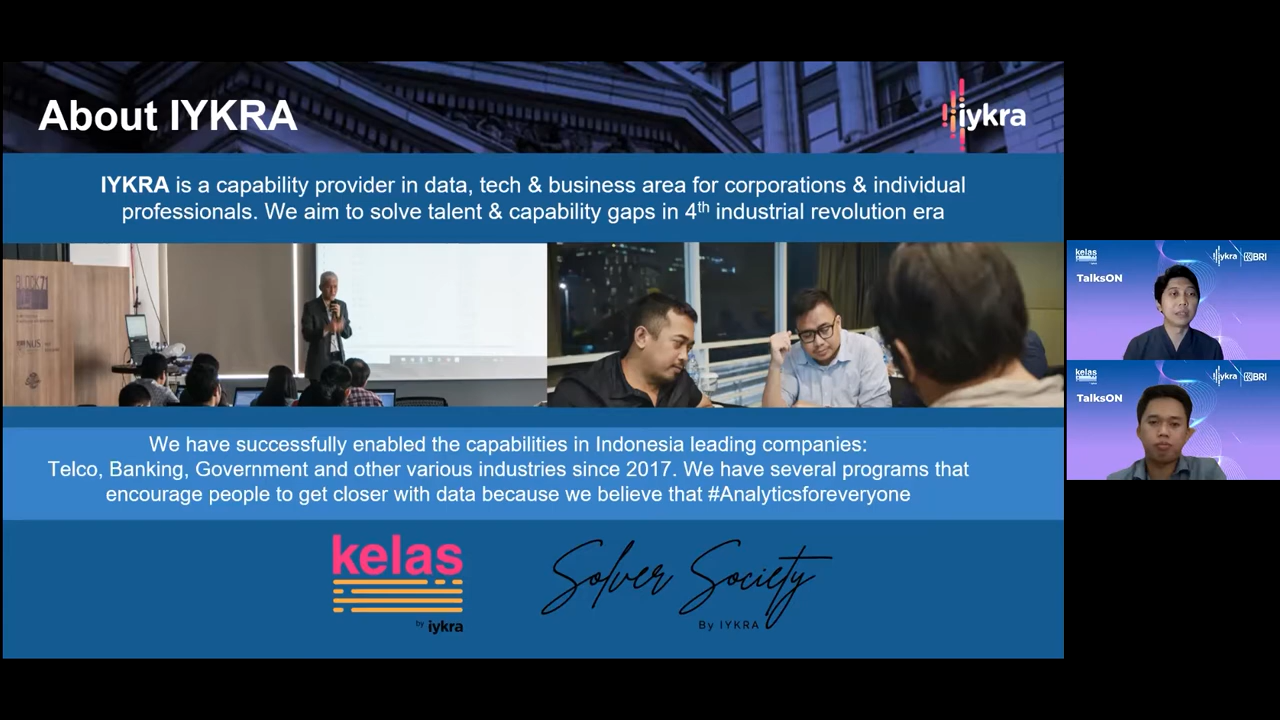 About IYKRA
iykra
IYKRA is a capability provider in data, tech & business area for corporations & individual
professionals. We aim to solve talent & capability gaps in 4th industrial revolution era
BLOCK71
NUS
We have successfully enabled the capabilities in Indonesia leading companies:
Telco, Banking, Government and other various industries since 2017. We have several programs that
encourage people to get closer with data because we believe that #Analyticsforeveryone
kelas
by iykra
Solver Society
By IYKRA
kelas
iykra BRI
TalksON
kelas
iykra BRI
TalksON